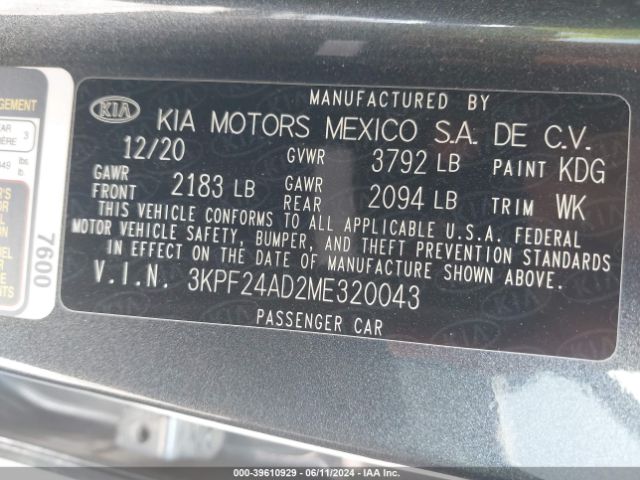 MANUFACTURED BY
KIA KIA MOTORS MEXICO S.A. DE C.V.
12/20 GVWR 3792 LB PAINT KDG
GAWR FRONT 2183 LB GAWR REAR 2094 LB TRIM WK
THIS VEHICLE CONFORMS TO ALL APPLICABLE U.S.A. FEDERAL
MOTOR VEHICLE SAFETY, BUMPER, AND THEFT PREVENTION STANDARDS
IN EFFECT ON THE DATE OF MANUFACTURE SHOWN ABOVE.
V.I.N. 3KPF24AD2ME320043
PASSENGER CAR
7600
3
lbs
lb
000-39610929 - 06/11/2024 - IAA Inc.